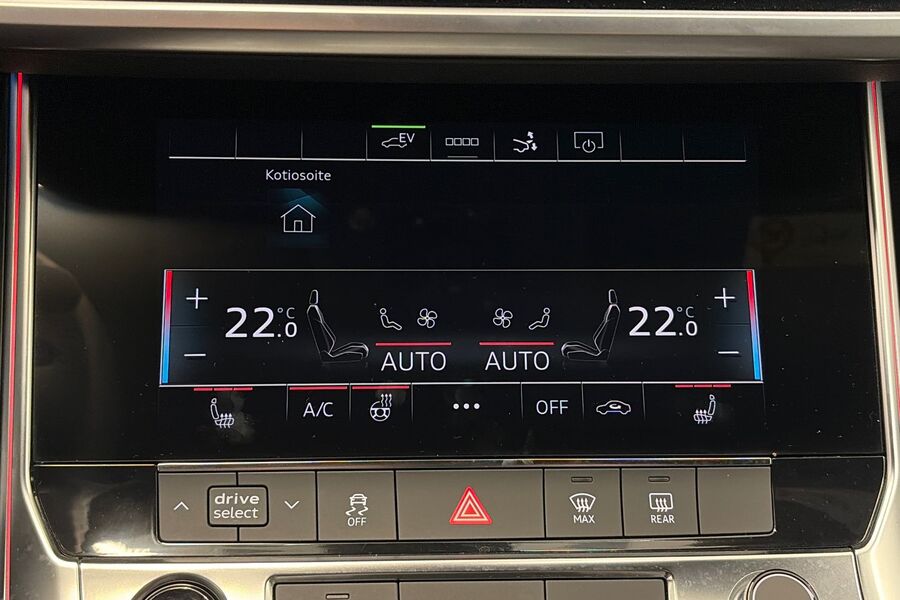 EV
Kotiosoite
+ 22.0 °C 22.0 °C +
− AUTO AUTO −
A/C ... OFF
drive
select
OFF
MAX
REAR